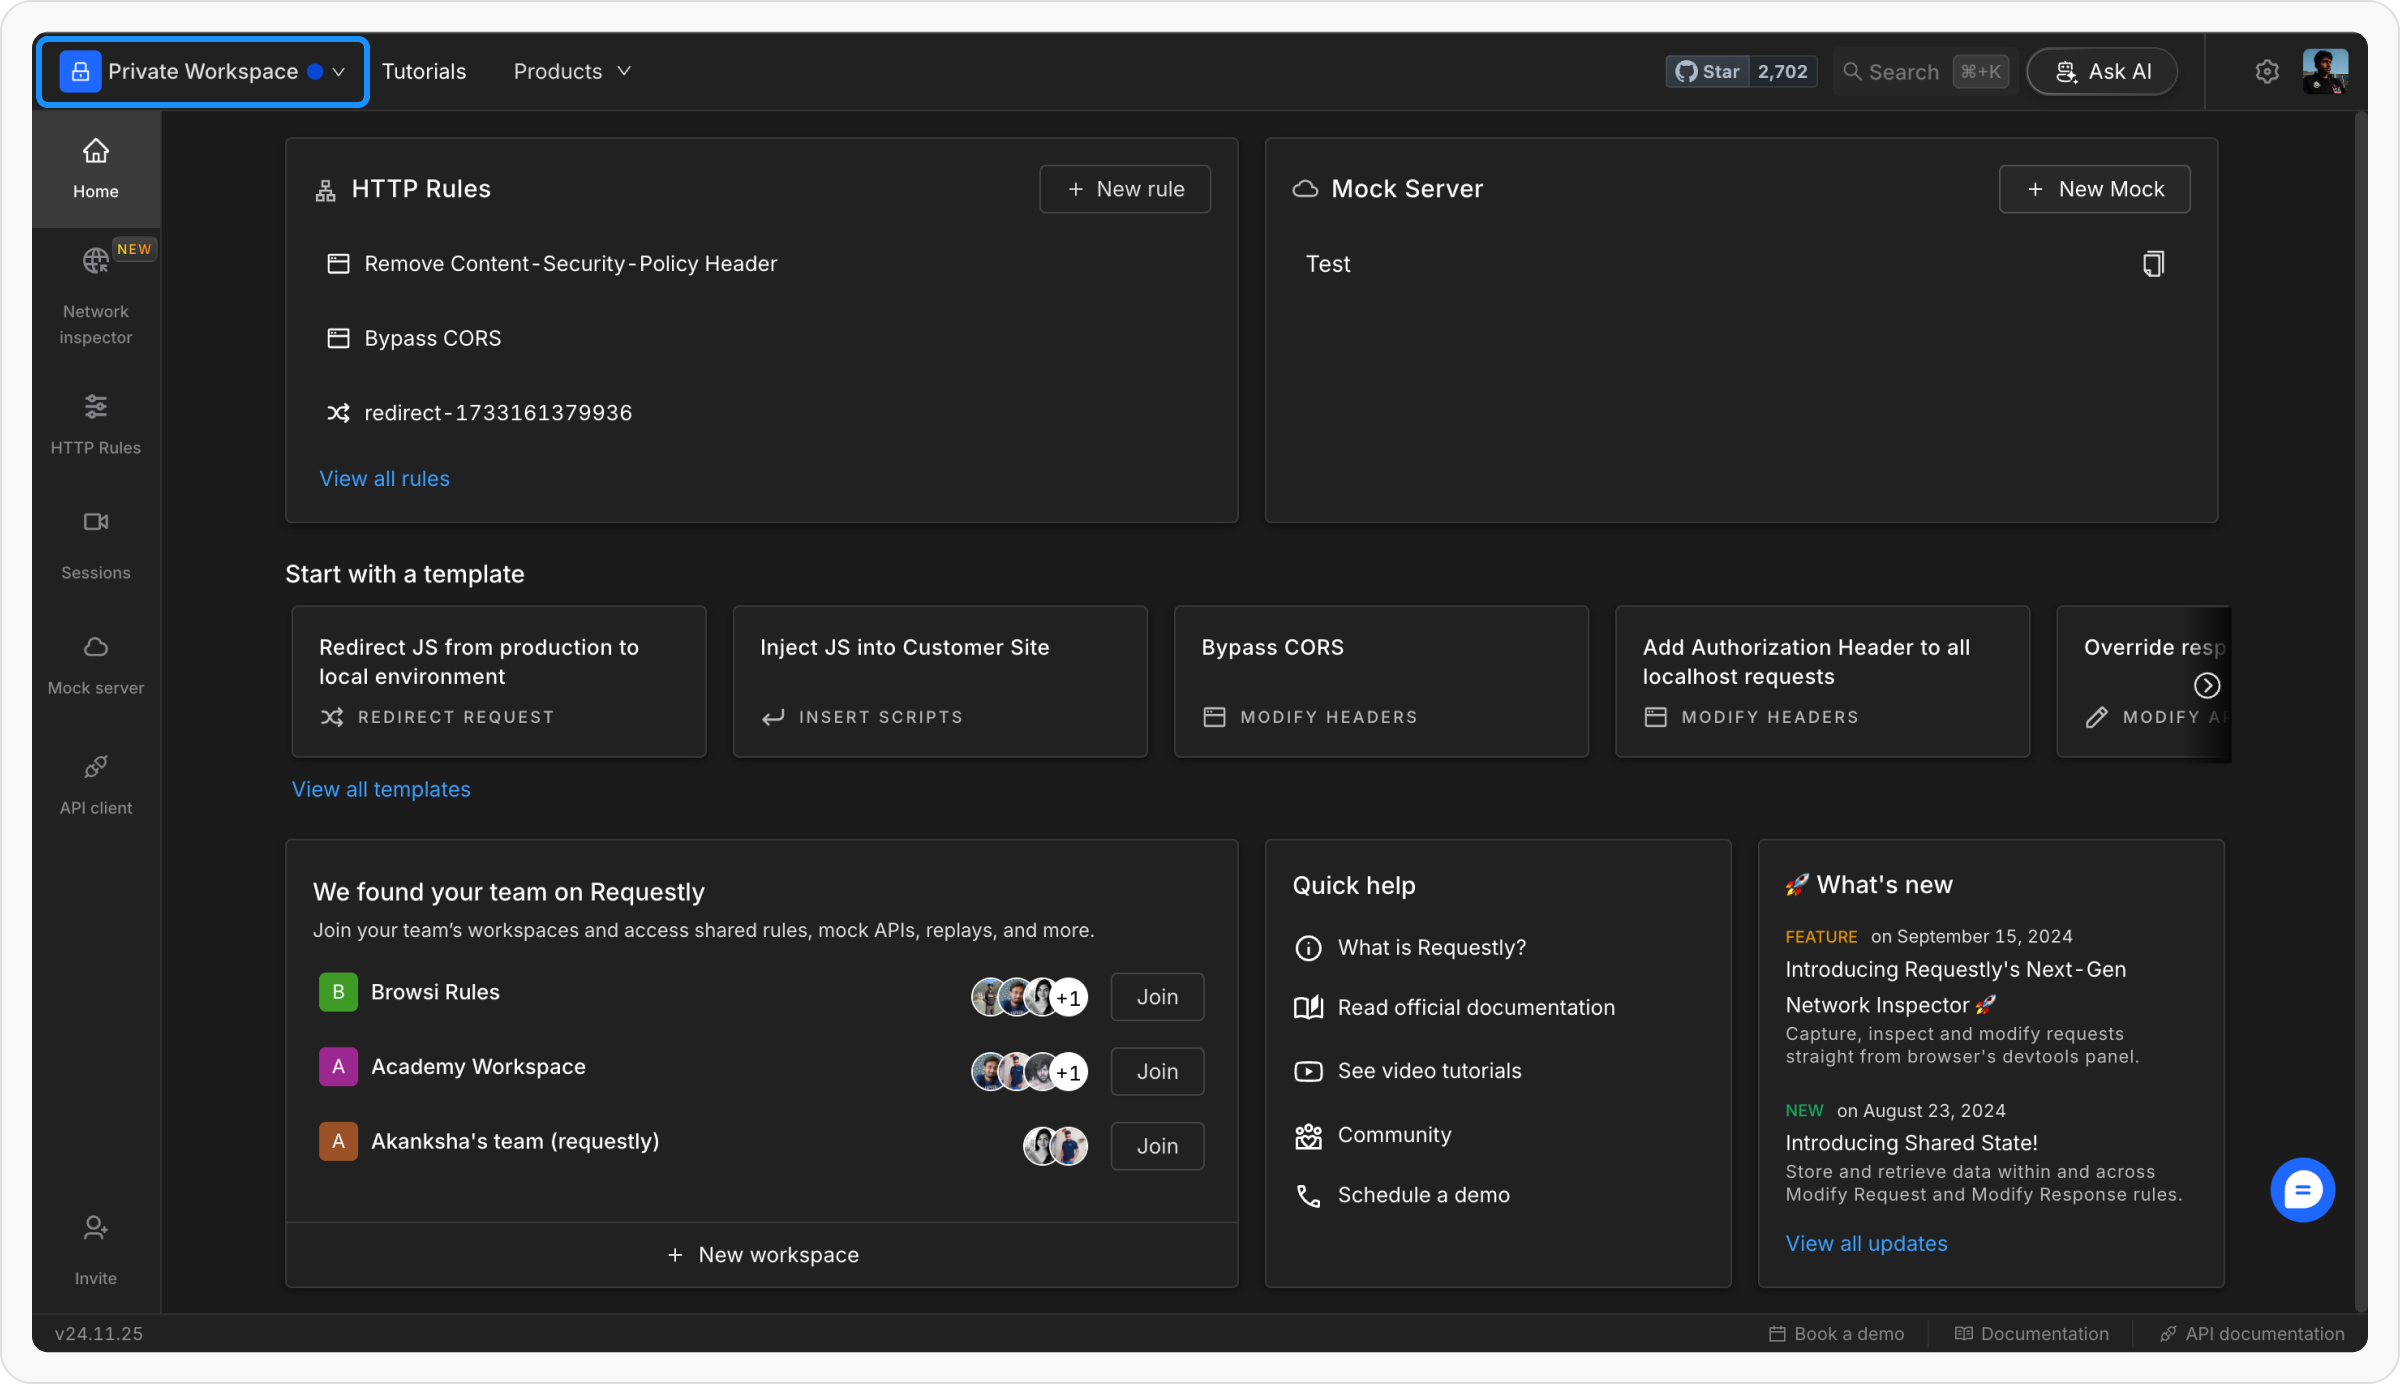 Private Workspace
Tutorials
Products
Star 2,702
Search ⌘+K
Ask AI
Home
NEW
Network
inspector
HTTP Rules
Sessions
Mock server
API client
Invite
HTTP Rules
+ New rule
Remove Content-Security-Policy Header
Bypass CORS
redirect-1733161379936
View all rules
Mock Server
+ New Mock
Test
Start with a template
Redirect JS from production to
local environment
REDIRECT REQUEST
Inject JS into Customer Site
INSERT SCRIPTS
Bypass CORS
MODIFY HEADERS
Add Authorization Header to all
localhost requests
MODIFY HEADERS
Override resp
MODIFY AP
View all templates
We found your team on Requestly
Join your team’s workspaces and access shared rules, mock APIs, replays, and more.
B Browsi Rules +1 Join
A Academy Workspace +1 Join
A Akanksha's team (requestly) Join
+ New workspace
Quick help
What is Requestly?
Read official documentation
See video tutorials
Community
Schedule a demo
🚀 What's new
FEATURE on September 15, 2024
Introducing Requestly's Next-Gen
Network Inspector 🚀
Capture, inspect and modify requests
straight from browser's devtools panel.
NEW on August 23, 2024
Introducing Shared State!
Store and retrieve data within and across
Modify Request and Modify Response rules.
View all updates
v24.11.25
Book a demo
Documentation
API documentation